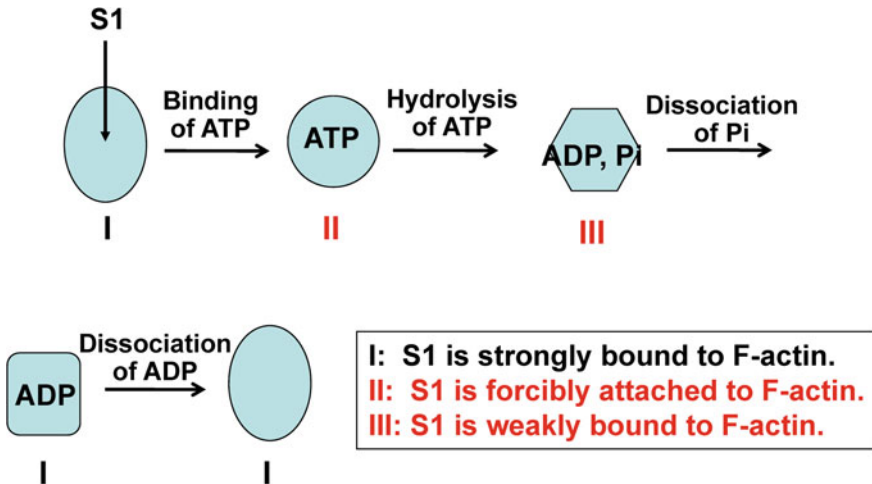 S1
Binding
of ATP
Hydrolysis
of ATP
Dissociation
of Pi
ATP
ADP, Pi
I
II
III
Dissociation
of ADP
ADP
I
I
I: S1 is strongly bound to F-actin.
II: S1 is forcibly attached to F-actin.
III: S1 is weakly bound to F-actin.